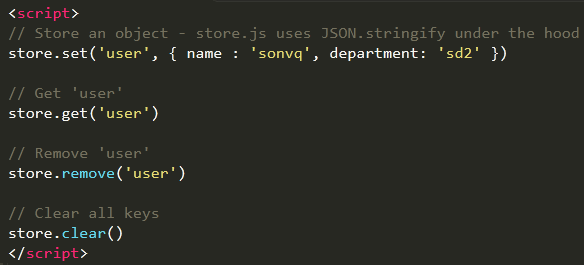 <script>
// Store an object - store.js uses JSON.stringify under the hood
store.set('user', { name : 'sonvq', department: 'sd2' })
// Get 'user'
store.get('user')
// Remove 'user'
store.remove('user')
// Clear all keys
store.clear()
</script>